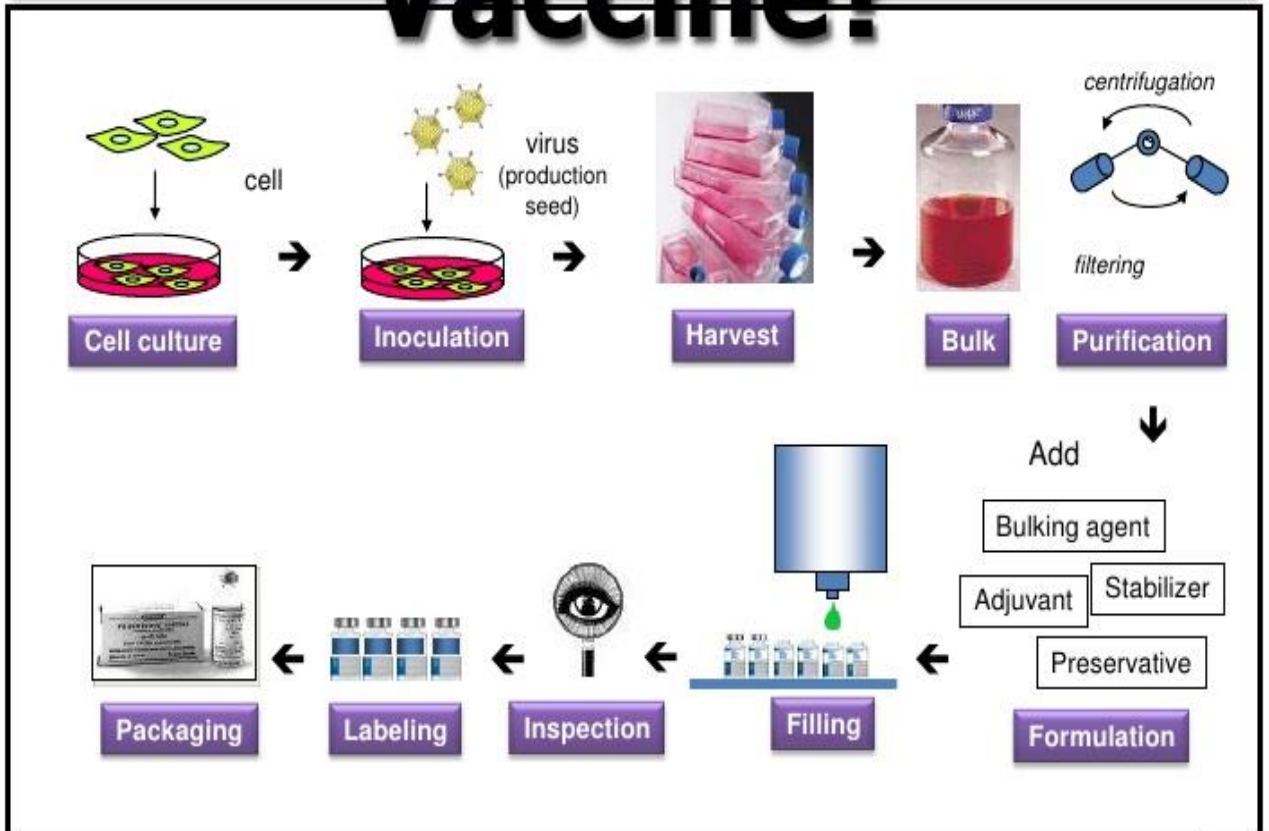 Vaccine?
centrifugation
cell
virus
(production
seed)
filtering
Cell culture
Inoculation
Harvest
Bulk
Purification
Add
Bulking agent
Adjuvant
Stabilizer
Preservative
Packaging
Labeling
Inspection
Filling
Formulation